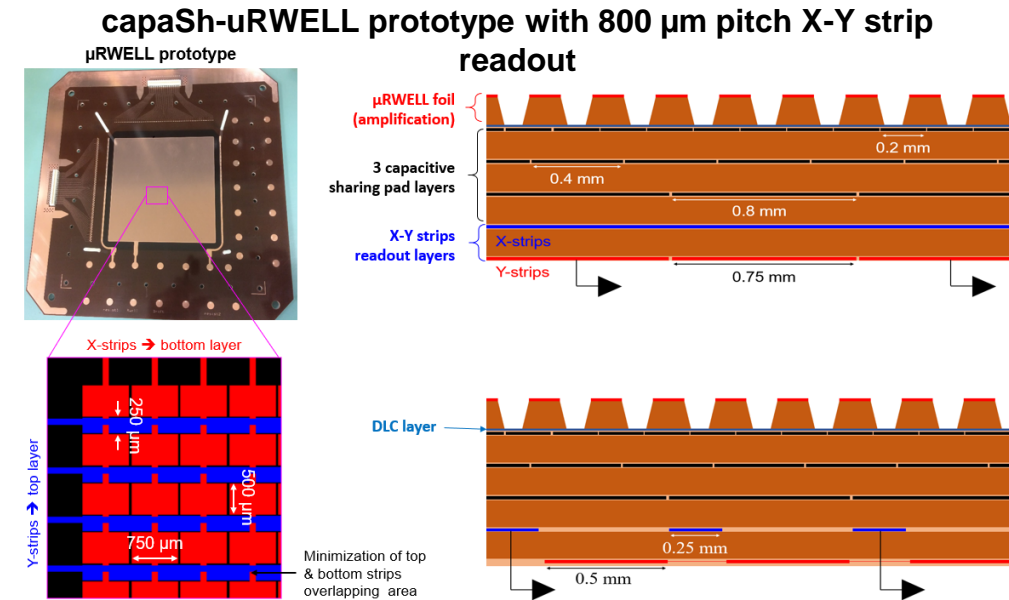 capaSh-uRWELL prototype with 800 µm pitch X-Y strip
readout
µRWELL prototype
µRWELL foil
(amplification)
0.2 mm
3 capacitive
sharing pad layers
0.4 mm
0.8 mm
X-Y strips
readout layers
X-strips
Y-strips
0.75 mm
X-strips ➔ bottom layer
Y-strips ➔ top layer
250 µm
500 µm
750 µm
Minimization of top
& bottom strips
overlapping area
DLC layer
0.25 mm
0.5 mm